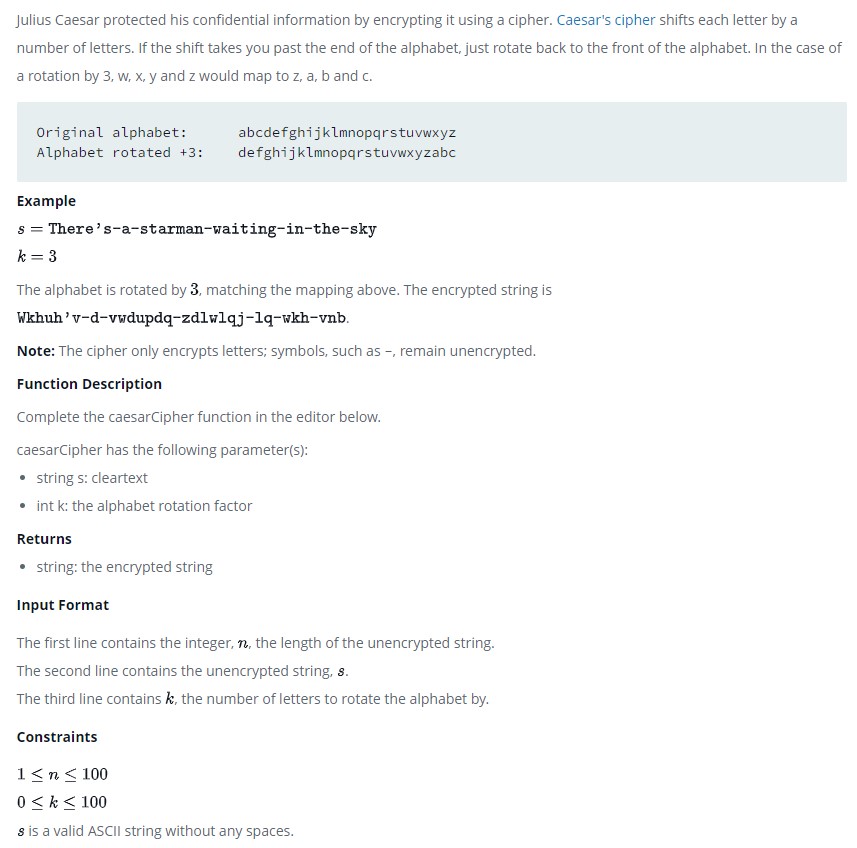 Julius Caesar protected his confidential information by encrypting it using a cipher. Caesar's cipher shifts each letter by a
number of letters. If the shift takes you past the end of the alphabet, just rotate back to the front of the alphabet. In the case of
a rotation by 3, w, x, y and z would map to z, a, b and c.
Original alphabet:      abcdefghijklmnopqrstuvwxyz
Alphabet rotated +3:    defghijklmnopqrstuvwxyzabc
Example
s = There's-a-starman-waiting-in-the-sky
k = 3
The alphabet is rotated by 3, matching the mapping above. The encrypted string is
Wkhuh'v-d-vwdupdq-zdlwlqj-lq-wkh-vnb.
Note: The cipher only encrypts letters; symbols, such as -, remain unencrypted.
Function Description
Complete the caesarCipher function in the editor below.
caesarCipher has the following parameter(s):
• string s: cleartext
• int k: the alphabet rotation factor
Returns
• string: the encrypted string
Input Format
The first line contains the integer, n, the length of the unencrypted string.
The second line contains the unencrypted string, s.
The third line contains k, the number of letters to rotate the alphabet by.
Constraints
1 ≤ n ≤ 100
0 ≤ k ≤ 100
s is a valid ASCII string without any spaces.